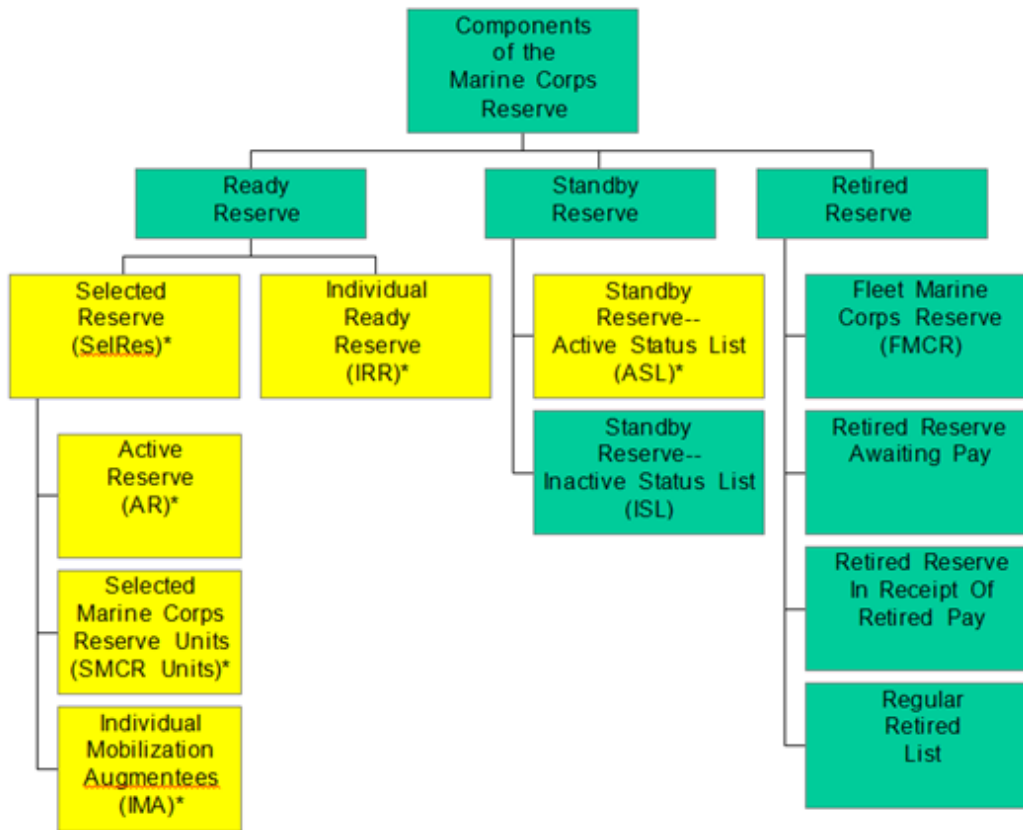 Components
of the
Marine Corps
Reserve
Ready
Reserve
Standby
Reserve
Retired
Reserve
Selected
Reserve
(SelRes)*
Individual
Ready
Reserve
(IRR)*
Standby
Reserve--
Active Status List
(ASL)*
Fleet Marine
Corps Reserve
(FMCR)
Active
Reserve
(AR)*
Standby
Reserve--
Inactive Status List
(ISL)
Retired Reserve
Awaiting Pay
Selected
Marine Corps
Reserve Units
(SMCR Units)*
Retired Reserve
In Receipt Of
Retired Pay
Individual
Mobilization
Augmentees
(IMA)*
Regular
Retired
List